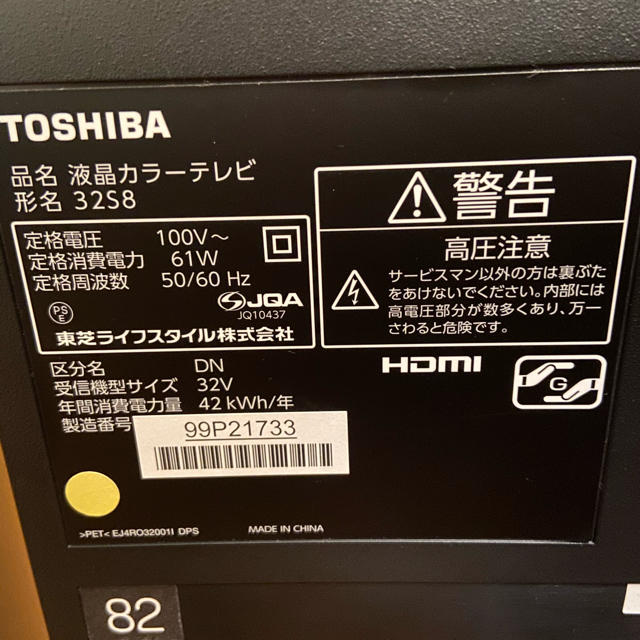 TOSHIBA
品名 液晶カラーテレビ
形名 32S8
定格電圧 100V～
定格消費電力 61W
定格周波数 50/60 Hz
PS
E
JQA
JQ10437
東芝ライフスタイル株式会社
警告
高圧注意
サービスマン以外の方は裏ぶた
をあけないでください。内部には
高電圧部分が数多くあり、万一
さわると危険です。
区分名 DN
受信機型サイズ 32V
年間消費電力量 42 kWh/年
製造番号
99P21733
HDMI
G
>PET< EJ4RO32001I DPS
MADE IN CHINA
82